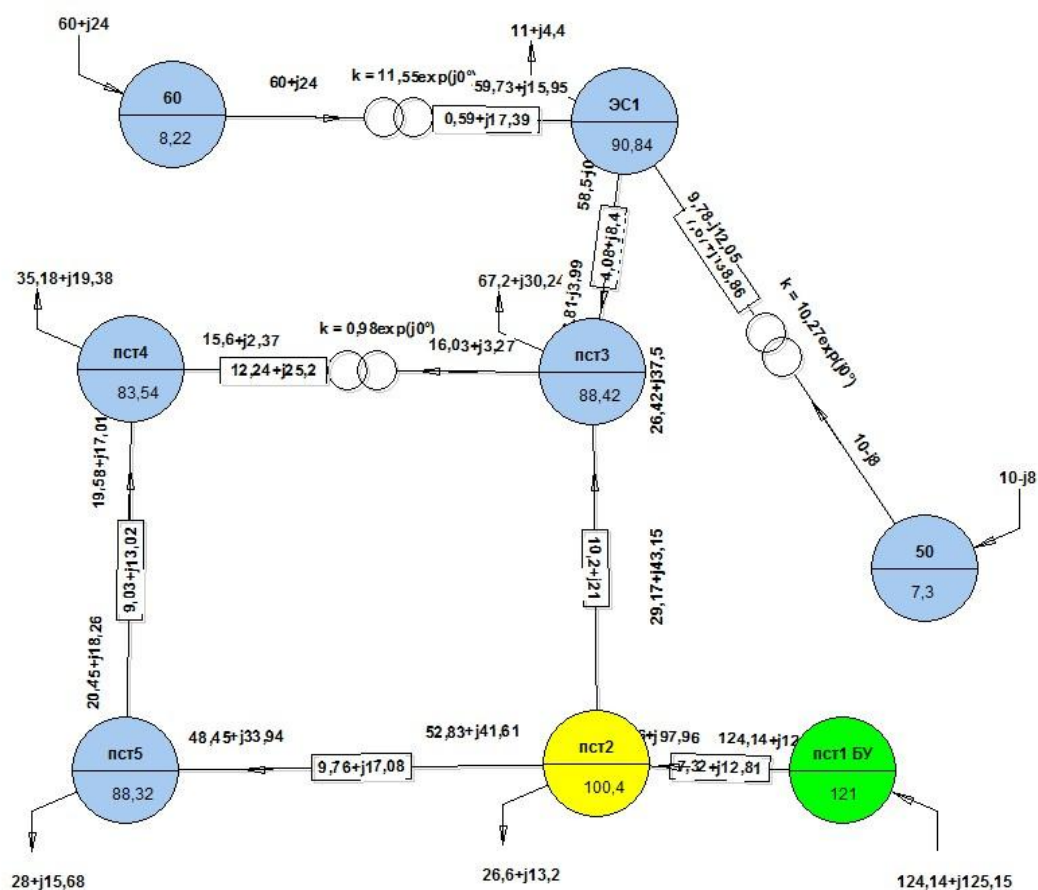 60+j24
11+j4,4
60+j24
k = 11,55exp(j0°)
59,73+j15,95
60
8,22
0,59+j17,39
ЭС1
90,84
58,5-j0
4,08+j8,4
9,78-j12,05
k = 10,27exp(j0°)
35,18+j19,38
67,2+j30,24
15,6+j2,37
k = 0,98exp(j0°)
16,03+j3,27
пст4
83,54
12,24+j25,2
пст3
88,42
26,42+j37,5
19,58+j17,01
10-j8
10-j8
50
7,3
9,03+j13,02
10,2+j21
29,17+j43,15
20,45+j18,26
48,45+j33,94
52,83+j41,61
+j97,96
124,14+j12
пст5
88,32
9,76+j17,08
пст2
100,4
7,32+j12,81
пст1 БУ
121
28+j15,68
26,6+j13,2
124,14+j125,15